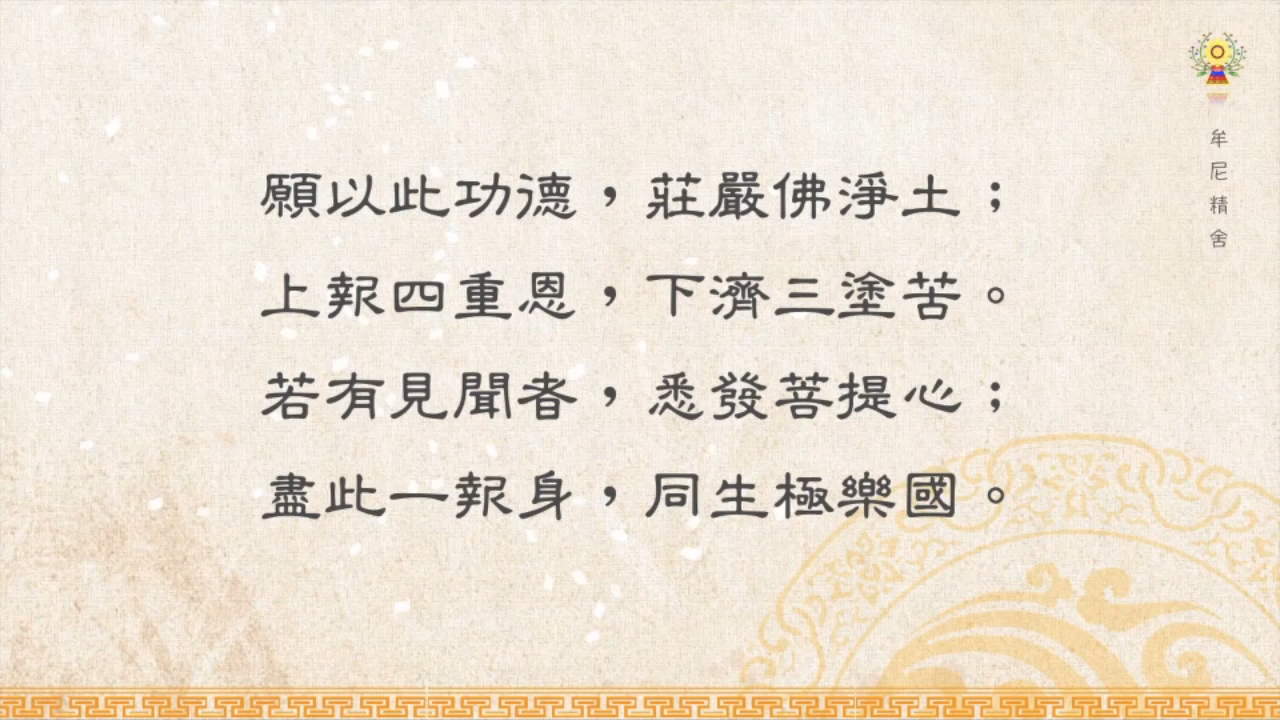 願以此功德，莊嚴佛淨土；
上報四重恩，下濟三塗苦。
若有見聞者，悉發菩提心；
盡此一報身，同生極樂國。
牟尼精舍